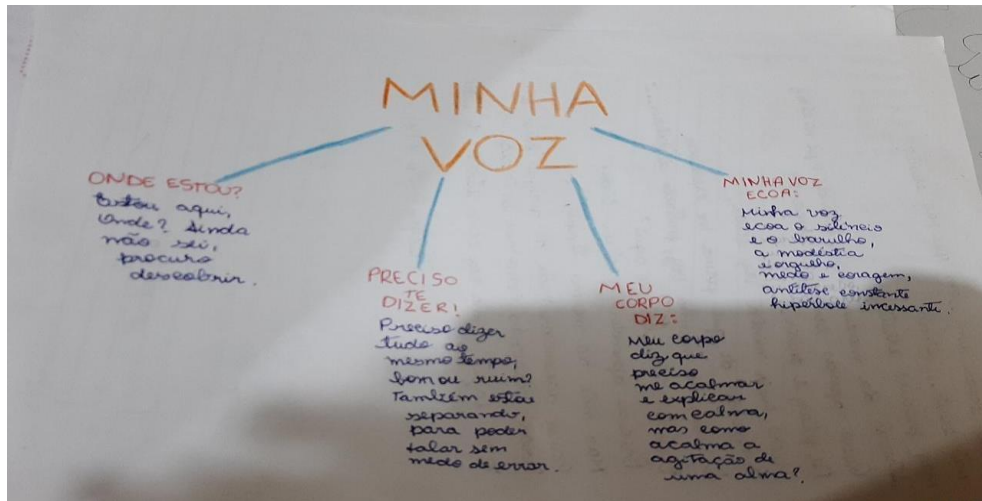 MINHA
VOZ
ONDE ESTOU?
Estou aqui,
Onde? Ainda
não sei,
procuro
descobrir.
PRECISO
TE
DIZER!
Preciso dizer
tudo ao
mesmo tempo,
bom ou ruim?
Também estou
separando,
para poder
falar sem
medo de errar.
MEU
CORPO
DIZ:
Meu corpo
diz que
preciso
me acalmar
e explicar
com calma,
mas como
acalma a
agitação de
uma alma?
MINHA VOZ
ECOA:
Minha voz
ecoa o silêncio
e o barulho,
a modéstia
e orgulho,
medo e coragem,
antítese constante
hipérbole incessante.